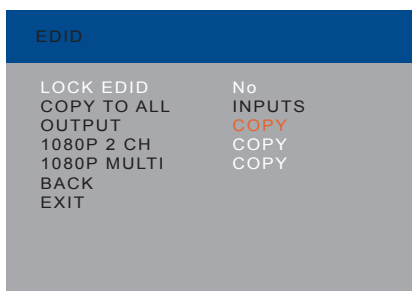 EDID
LOCK EDID No
COPY TO ALL INPUTS
OUTPUT COPY
1080P 2 CH COPY
1080P MULTI COPY
BACK
EXIT